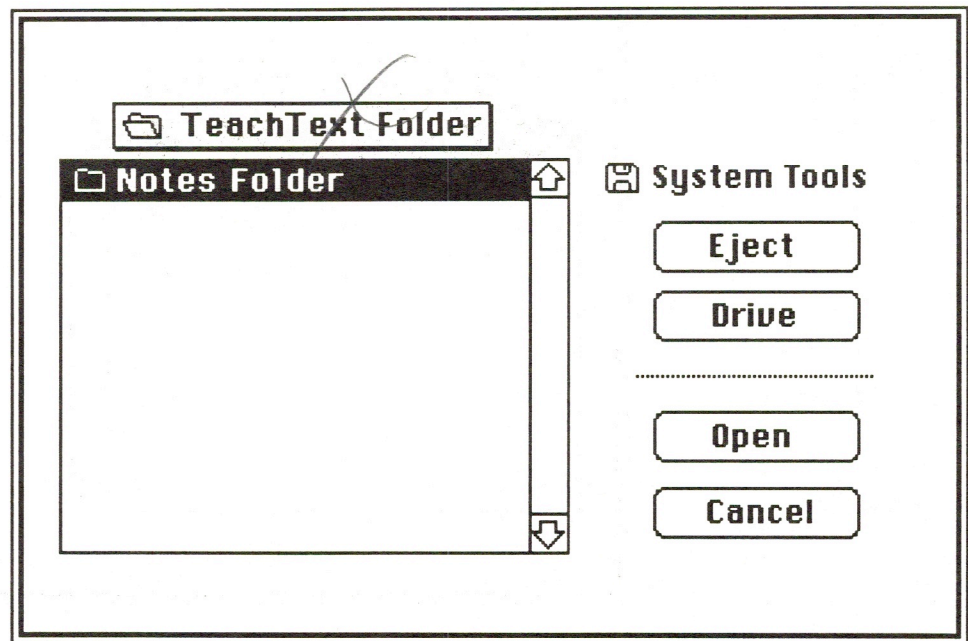 TeachText Folder
Notes Folder
System Tools
Eject
Drive
Open
Cancel